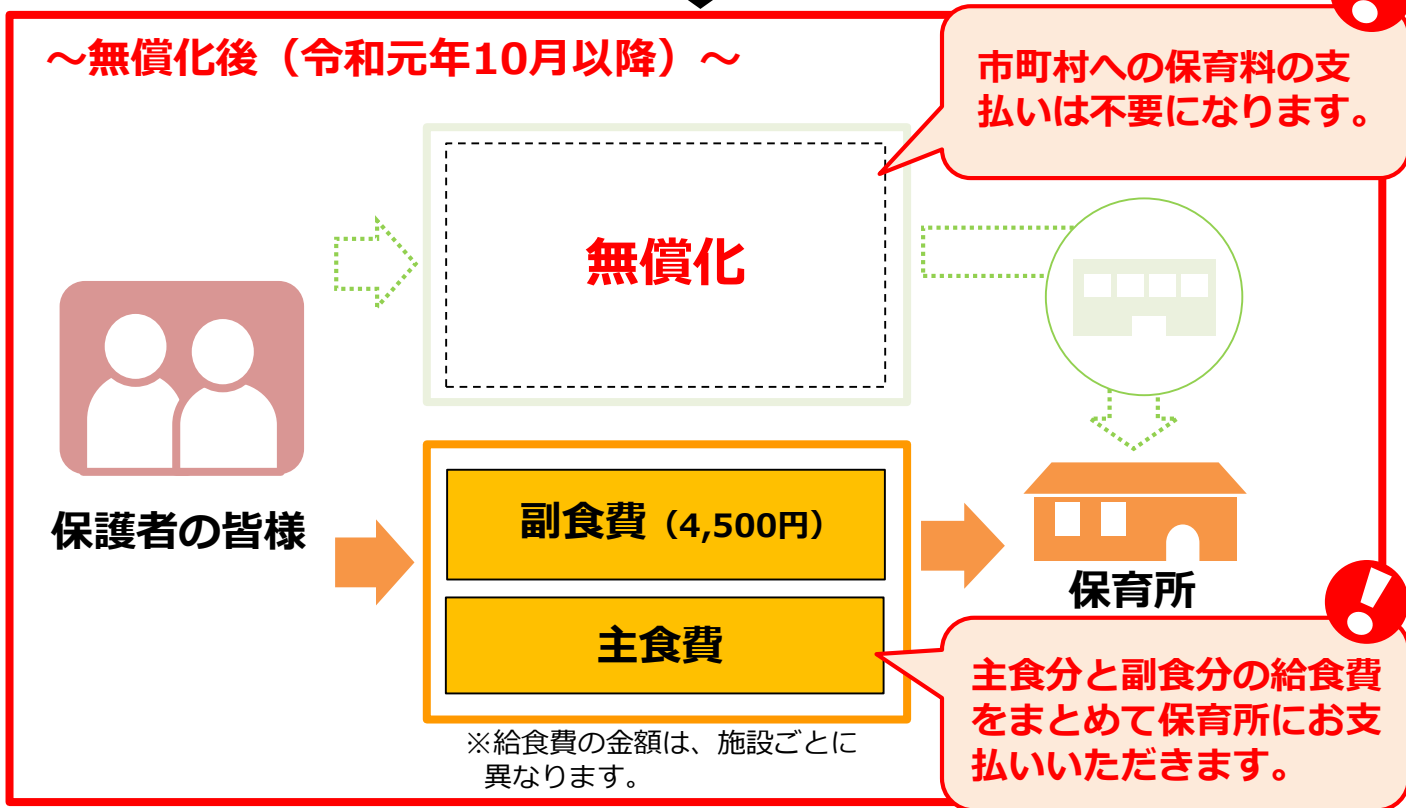 ～無償化後（令和元年10月以降）～
市町村への保育料の支
払いは不要になります。
無償化
保護者の皆様
副食費（4,500円）
主食費
保育所
主食分と副食分の給食費
をまとめて保育所にお支
払いいただきます。
※給食費の金額は、施設ごとに
異なります。